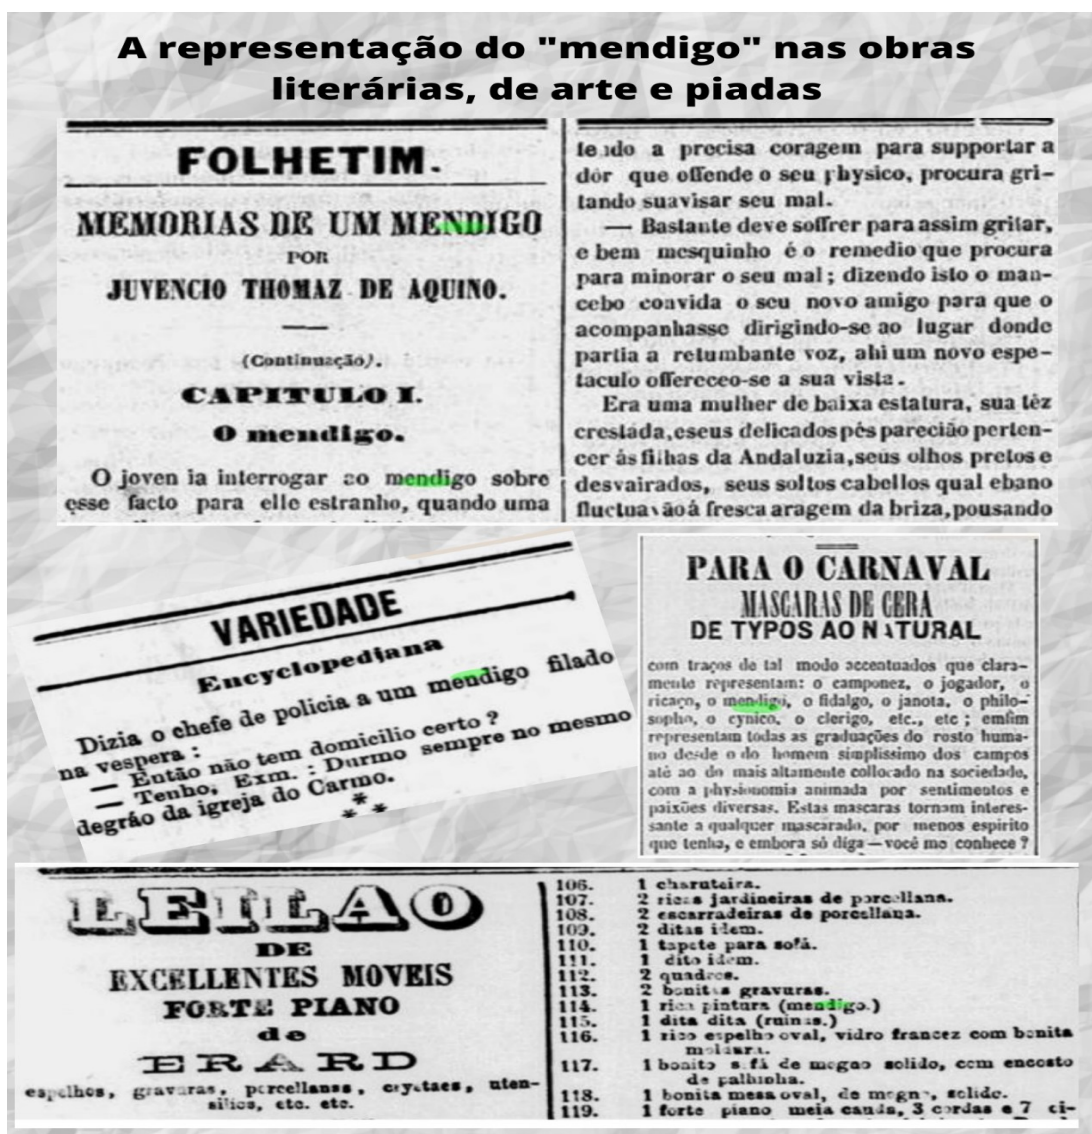 A representação do "mendigo" nas obras
literárias, de arte e piadas
FOLHETIM.
MEMORIAS DE UM MENDIGO
POR
JUVENCIO THOMAZ DE AQUINO.
(Continuação).
CAPITULO I.
O mendigo.
O joven ia interrogar ao mendigo sobre
esse facto para elle estranho, quando uma
tendo a precisa coragem para supportar a
dôr que offende o seu physico, procura gri-
tando suavisar seu mal.
— Bastante deve soffrer para assim gritar,
e bem mesquinho é o remedio que procura
para minorar o seu mal; dizendo isto o man-
cebo convida o seu novo amigo para que o
acompanhasse dirigindo-se ao lugar donde
partia a retumbante voz, ahi um novo espe-
taculo offereceo-se a sua vista.
Era uma mulher de baixa estatura, sua têz
crestada, e seus delicados pés parecião perten-
cer ás filhas da Andaluzia, seus olhos pretos e
desvairados, seus soltos cabellos qual ebano
fluctuavão à fresca aragem da briza, pousando
VARIEDADE
Encyclopediana
Dizia o chefe de policia a um mendigo filado
na vespera :
— Então não tem domicilio certo ?
— Tenho, Exm. : Durmo sempre no mesmo
degráo da igreja do Carmo.
* * *
PARA O CARNAVAL
MASCARAS DE CERA
DE TYPOS AO NATURAL
com traços de tal modo accentuados que clara-
mente representam: o camponez, o jogador, o
ricaço, o mendigo, o fidalgo, o janota, o philo-
sopho, o cynico, o clerigo, etc., etc ; emfim
representam todas as graduações do rosto huma-
no desde o do homem simplissimo dos campos
até ao do mais altamente collocado na sociedade,
com a physionomia animada por sentimentos e
paixões diversas. Estas mascaras tornam interes-
sante a qualquer mascarado, por menos espirito
que tenha, e embora só diga — você me conhece ?
LEILAO
DE
EXCELLENTES MOVEIS
FORTE PIANO
de
ERARD
espelhos, gravuras, porcellanas, crystaes, uten-
silios, etc. etc.
106. 1 charuteira.
107. 2 ricas jardineiras de porcellana.
108. 2 escarradeiras de porcellana.
109. 2 ditas idem.
110. 1 tapete para sofá.
111. 1 dito idem.
112. 2 quadros.
113. 2 bonitas gravuras.
114. 1 rica pintura (mendigo.)
115. 1 dita dita (ruinas.)
116. 1 rico espelho oval, vidro francez com bonita
moldura.
117. 1 bonito sofá de mogno solido, com encosto
de palhinha.
118. 1 bonita mesa oval, de mogno, solido.
119. 1 forte piano meia cauda, 3 cordas e 7 ci-